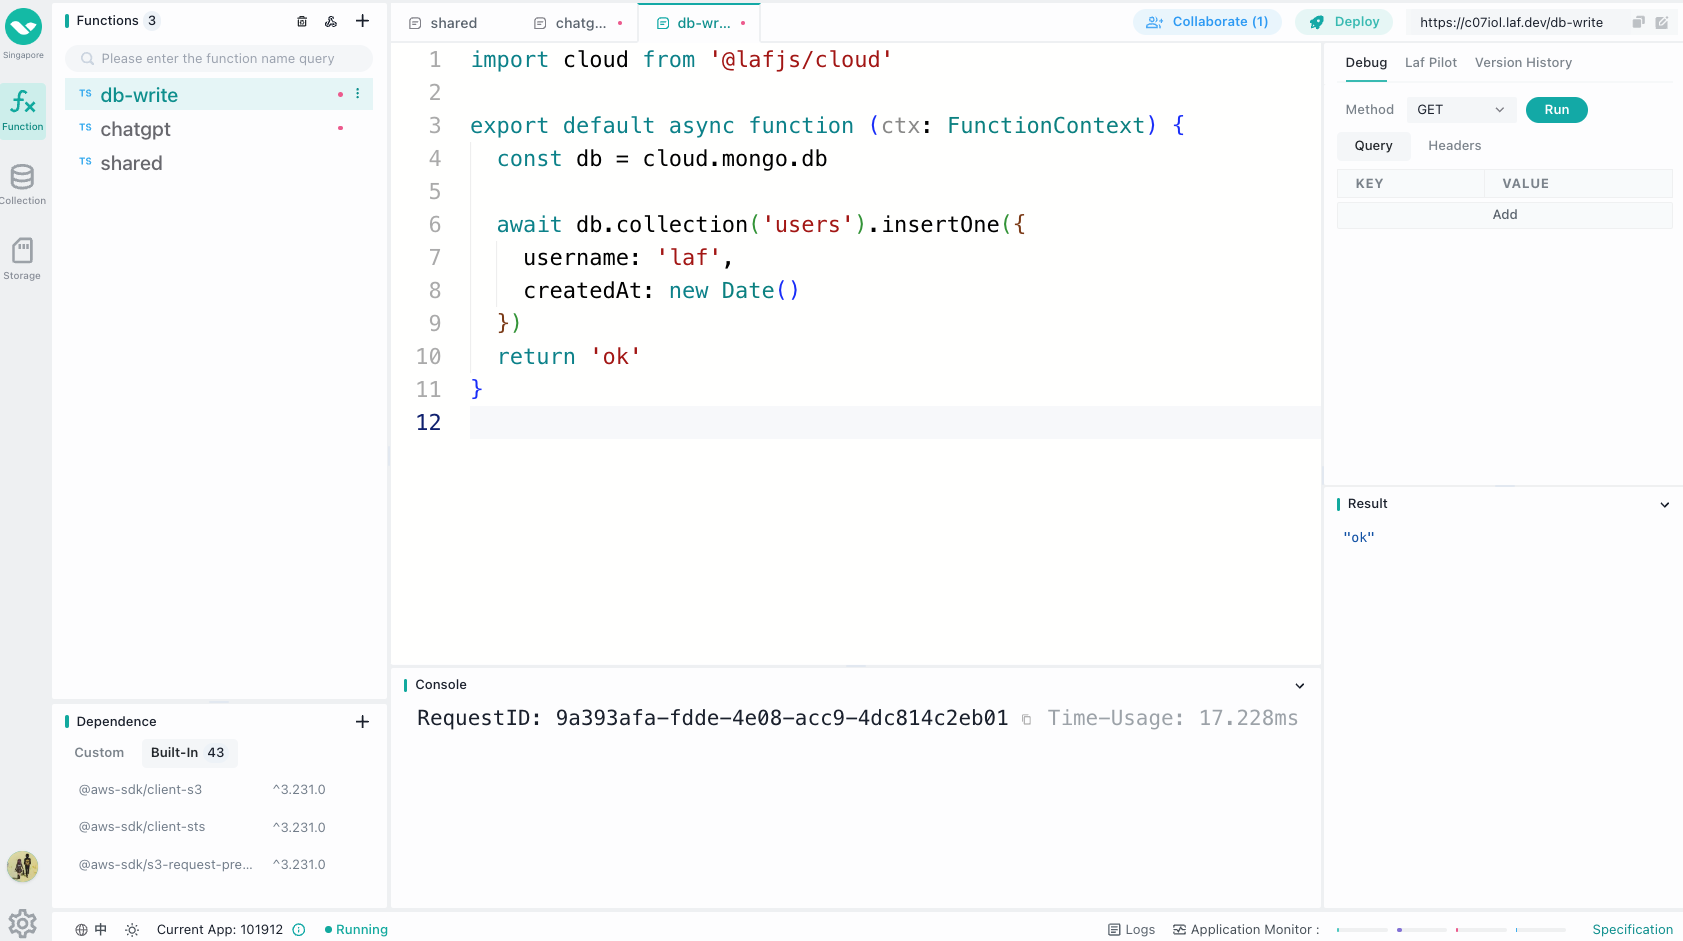 Singapore
Function
Collection
Storage
Functions 3
Please enter the function name query
TS db-write
TS chatgpt
TS shared
Dependence
Custom Built-In 43
@aws-sdk/client-s3 ^3.231.0
@aws-sdk/client-sts ^3.231.0
@aws-sdk/s3-request-pre... ^3.231.0
shared chatg... db-wr...
Collaborate (1) Deploy https://c07iol.laf.dev/db-write
1 import cloud from '@lafjs/cloud'
2
3 export default async function (ctx: FunctionContext) {
4 const db = cloud.mongo.db
5
6 await db.collection('users').insertOne({
7 username: 'laf',
8 createdAt: new Date()
9 })
10 return 'ok'
11 }
12
Console
RequestID: 9a393afa-fdde-4e08-acc9-4dc814c2eb01 Time-Usage: 17.228ms
Debug Laf Pilot Version History
Method GET Run
Query Headers
KEY VALUE
Add
Result
"ok"
中 Current App: 101912 Running Logs Application Monitor : Specification